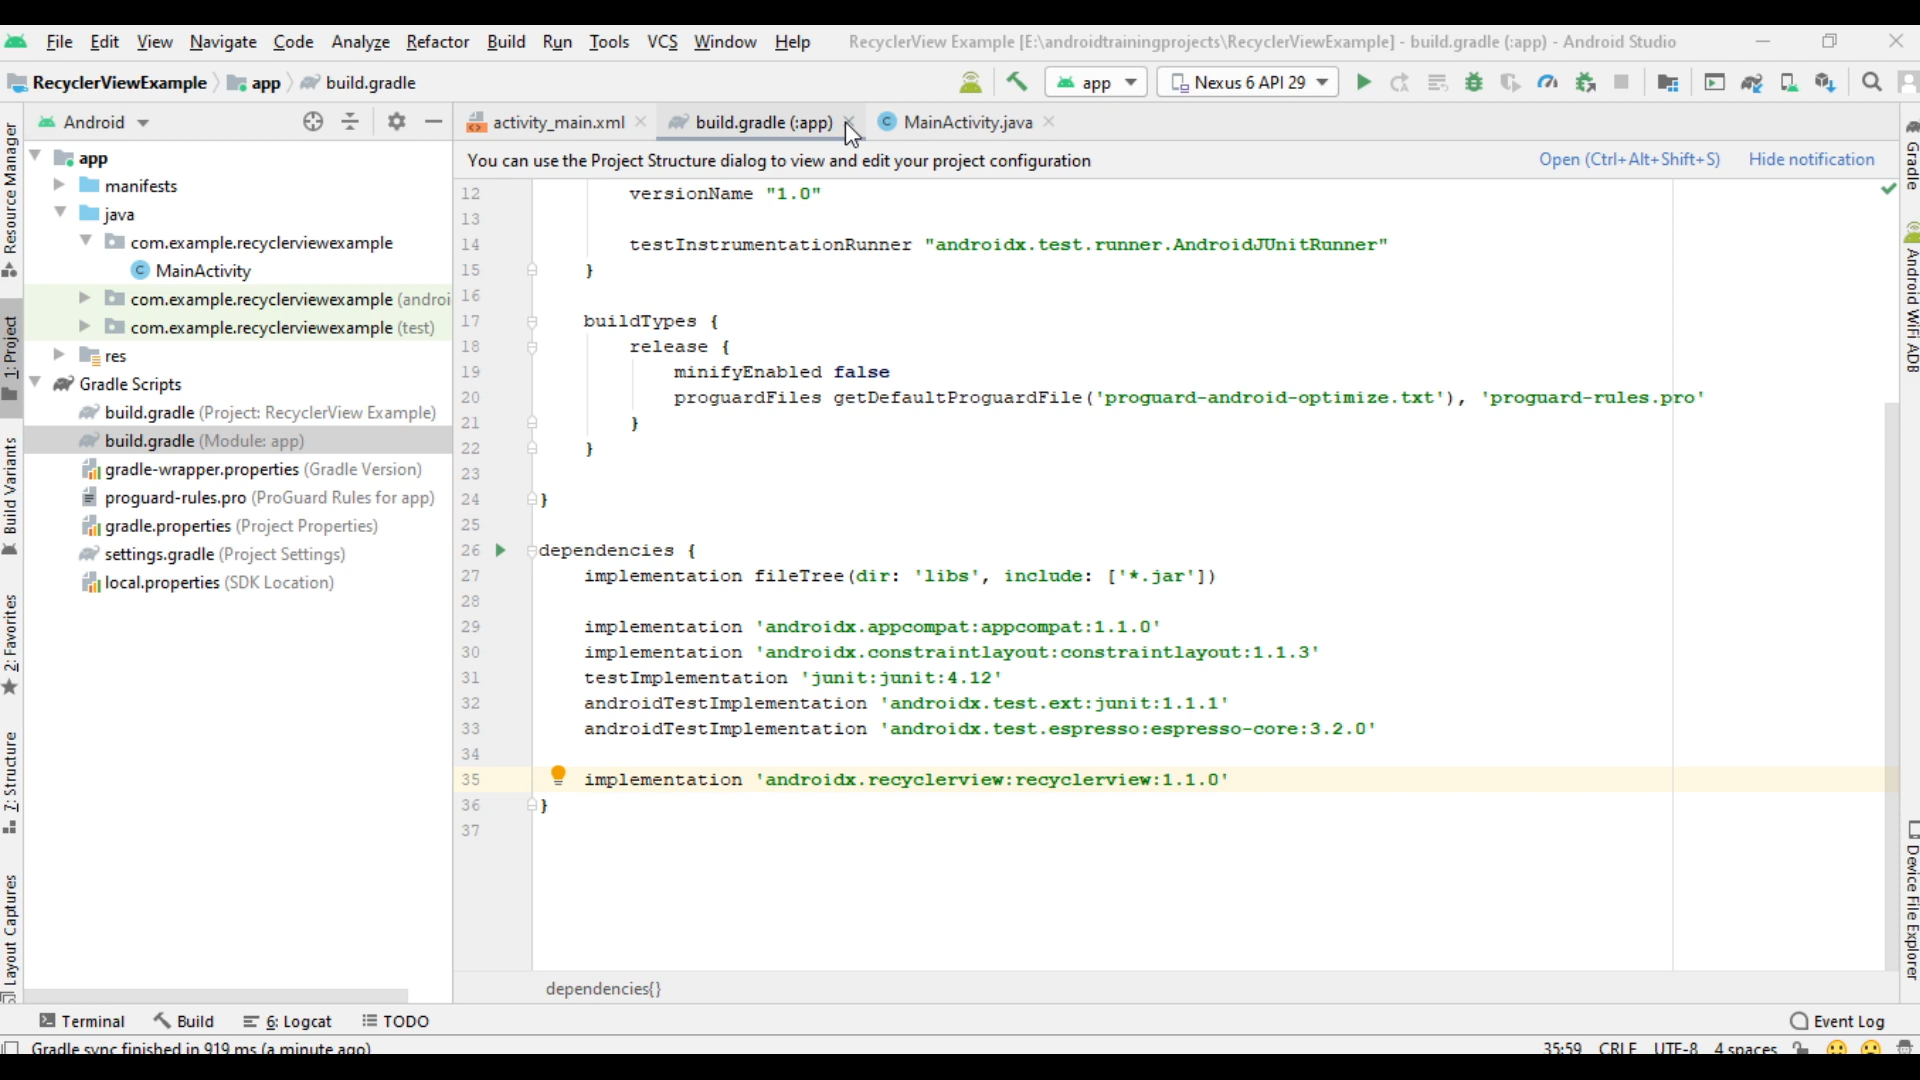 File Edit View Navigate Code Analyze Refactor Build Run Tools VCS Window Help RecyclerView Example [E:\androidtrainingprojects\RecyclerViewExample] - build.gradle (:app) - Android Studio
RecyclerViewExample app build.gradle app Nexus 6 API 29
Android activity_main.xml build.gradle (:app) MainActivity.java
You can use the Project Structure dialog to view and edit your project configuration Open (Ctrl+Alt+Shift+S) Hide notification
Resource Manager
1: Project
Build Variants
2: Favorites
7: Structure
Layout Captures
app
manifests
java
com.example.recyclerviewexample
MainActivity
com.example.recyclerviewexample (androi
com.example.recyclerviewexample (test)
res
Gradle Scripts
build.gradle (Project: RecyclerView Example)
build.gradle (Module: app)
gradle-wrapper.properties (Gradle Version)
proguard-rules.pro (ProGuard Rules for app)
gradle.properties (Project Properties)
settings.gradle (Project Settings)
local.properties (SDK Location)
12 versionName "1.0"
13
14 testInstrumentationRunner "androidx.test.runner.AndroidJUnitRunner"
15 }
16
17 buildTypes {
18 release {
19 minifyEnabled false
20 proguardFiles getDefaultProguardFile('proguard-android-optimize.txt'), 'proguard-rules.pro'
21 }
22 }
23
24 }
25
26 dependencies {
27 implementation fileTree(dir: 'libs', include: ['*.jar'])
28
29 implementation 'androidx.appcompat:appcompat:1.1.0'
30 implementation 'androidx.constraintlayout:constraintlayout:1.1.3'
31 testImplementation 'junit:junit:4.12'
32 androidTestImplementation 'androidx.test.ext:junit:1.1.1'
33 androidTestImplementation 'androidx.test.espresso:espresso-core:3.2.0'
34
35 implementation 'androidx.recyclerview:recyclerview:1.1.0'
36 }
37
dependencies{}
Gradle
Android WiFi ADB
Device File Explorer
Terminal Build 6: Logcat TODO Event Log
Gradle sync finished in 919 ms (a minute ago) 35:59 CRLF UTF-8 4 spaces